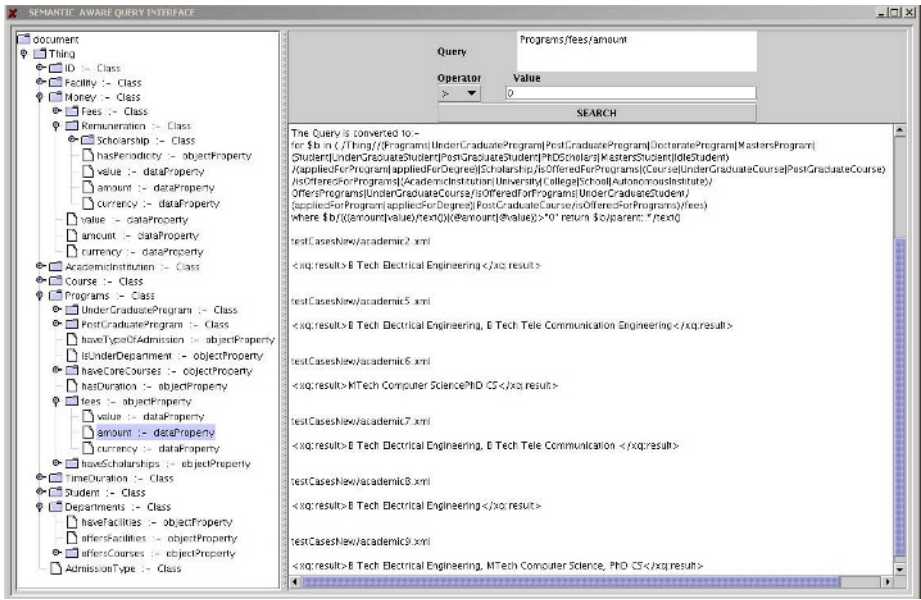 SEMANTIC AWARE QUERY INTERFACE
document
Thing
ID :- Class
Facility :- Class
Money :- Class
Fees :- Class
Remuneration :- Class
Scholarship :- Class
hasPeriodicity :- objectProperty
value :- dataProperty
amount :- dataProperty
currency :- dataProperty
value :- dataProperty
amount :- dataProperty
currency :- dataProperty
AcademicInstitution :- Class
Course :- Class
Programs :- Class
UnderGraduateProgram :- Class
PostGraduateProgram :- Class
haveTypeOfAdmission :- objectProperty
isUnderDepartment :- objectProperty
haveCoreCourses :- objectProperty
hasDuration :- objectProperty
fees :- objectProperty
value :- dataProperty
amount :- dataProperty
currency :- dataProperty
haveScholarships :- objectProperty
TimeDuration :- Class
Student :- Class
Departments :- Class
haveFacilities :- objectProperty
offersFacilities :- objectProperty
offersCourses :- objectProperty
AdmissionType :- Class
Query
Programs/fees/amount
Operator Value
> 0
SEARCH
The Query is converted to:-
for $b in (./Thing//(Programs|UnderGraduateProgram|PostGraduateProgram|DoctorateProgram|MastersProgram|
(Student|UnderGraduateStudent|PostGraduateStudent|PhDScholars|MastersStudent|IdleStudent)
/(appliedForProgram|appliedForDegree)|Scholarship/isOfferedForPrograms|(Course|UnderGraduateCourse|PostGraduateCourse)
/isOfferedForPrograms|(AcademicInstitution|University|College|School|AutonomousInstitute)/
OffersPrograms|UnderGraduateCourse/isOfferedForPrograms|UnderGraduateStudent/
(appliedForProgram|appliedForDegree)|PostGraduateCourse/isOfferedForPrograms)/fees)
where $b/(((amount|value)/text())|(@amount|@value))>"0" return $b/parent::*/text()
testCasesNew/academic2.xml
<xq:result>B Tech Electrical Engineering</xq:result>
testCasesNew/academic5.xml
<xq:result>B Tech Electrical Engineering, B Tech Tele Communication Engineering</xq:result>
testCasesNew/academic6.xml
<xq:result>MTech Computer SciencePhD CS</xq:result>
testCasesNew/academic7.xml
<xq:result>B Tech Electrical Engineering, B Tech Tele Communication </xq:result>
testCasesNew/academic8.xml
<xq:result>B Tech Electrical Engineering</xq:result>
testCasesNew/academic9.xml
<xq:result>B Tech Electrical Engineering, MTech Computer Science, PhD CS</xq:result>